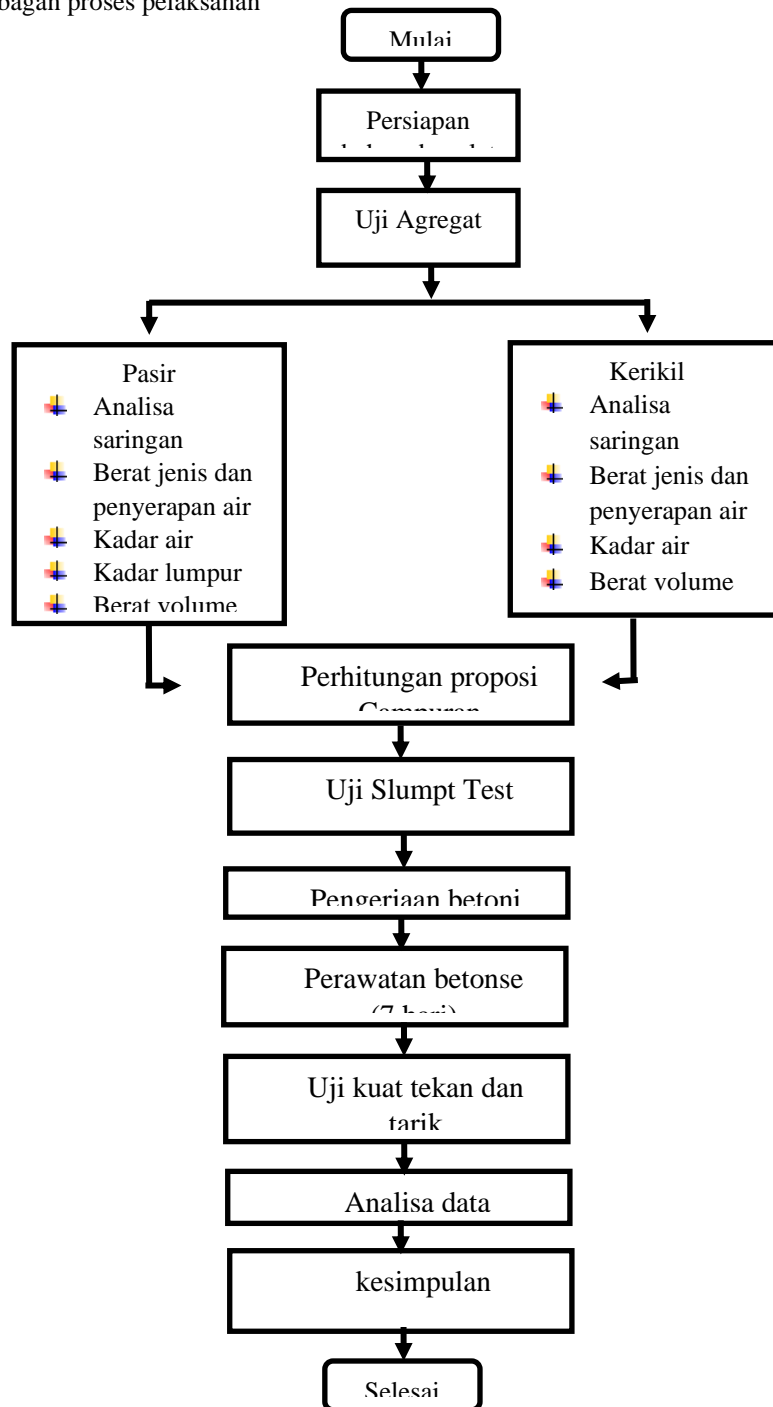 bagan proses pelaksanan
Mulai
Persiapan
Uji Agregat
Pasir
Analisa
saringan
Berat jenis dan
penyerapan air
Kadar air
Kadar lumpur
Berat volume
Kerikil
Analisa
saringan
Berat jenis dan
penyerapan air
Kadar air
Berat volume
Perhitungan proposi
Campuran
Uji Slumpt Test
Pengerjaan betoni
Perawatan betonse
(7 hari)
Uji kuat tekan dan
tarik
Analisa data
kesimpulan
Selesai